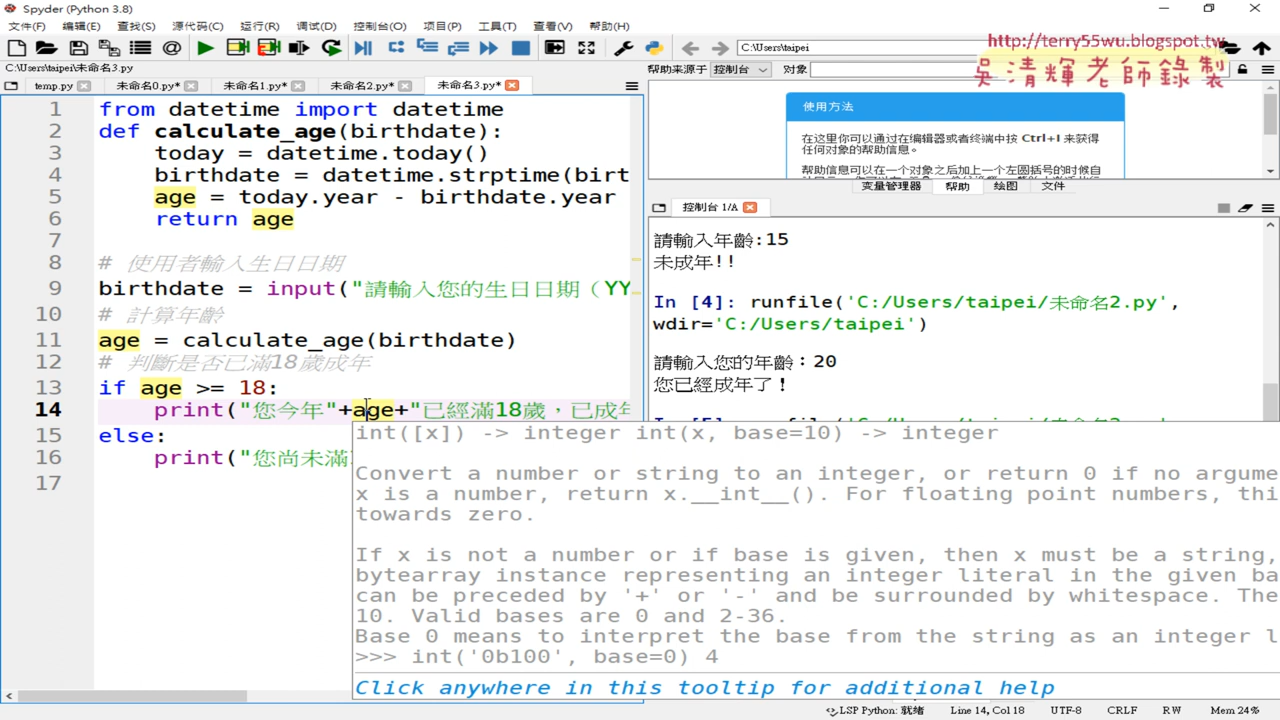 Spyder (Python 3.8)
文件(F) 编辑(E) 查找(S) 源代码(C) 运行(R) 调试(D) 控制台(O) 项目(P) 工具(T) 查看(V) 帮助(H)
C:\Users\taipei
http://terry55wu.blogspot.tw
吳清輝老師錄製
C:\Users\taipei\未命名3.py
temp.py 未命名0.py* 未命名1.py* 未命名2.py* 未命名3.py*
1 from datetime import datetime
2 def calculate_age(birthdate):
3 today = datetime.today()
4 birthdate = datetime.strptime(birt
5 age = today.year - birthdate.year
6 return age
7
8 # 使用者輸入生日日期
9 birthdate = input("請輸入您的生日日期（YY
10 # 計算年齡
11 age = calculate_age(birthdate)
12 # 判斷是否已滿18歲成年
13 if age >= 18:
14 print("您今年"+age+"已經滿18歲，已成年
15 else:
16 print("您尚未滿
17
帮助来源于 控制台 对象
使用方法
在这里你可以通过在编辑器或者终端中按 Ctrl+I 来获得
任何对象的帮助信息。
帮助信息可以在一个对象之后加上一个左圆括号的时候自
变量管理器 帮助 绘图 文件
控制台 1/A
請輸入年齡:15
未成年!!
In [4]: runfile('C:/Users/taipei/未命名2.py',
wdir='C:/Users/taipei')
請輸入您的年齡：20
您已經成年了！
int([x]) -> integer int(x, base=10) -> integer
Convert a number or string to an integer, or return 0 if no argume
x is a number, return x.__int__(). For floating point numbers, thi
towards zero.
If x is not a number or if base is given, then x must be a string,
bytearray instance representing an integer literal in the given ba
can be preceded by '+' or '-' and be surrounded by whitespace. The
10. Valid bases are 0 and 2-36.
Base 0 means to interpret the base from the string as an integer l
>>> int('0b100', base=0) 4
Click anywhere in this tooltip for additional help
LSP Python: 就绪 Line 14, Col 18 UTF-8 CRLF RW Mem 24%